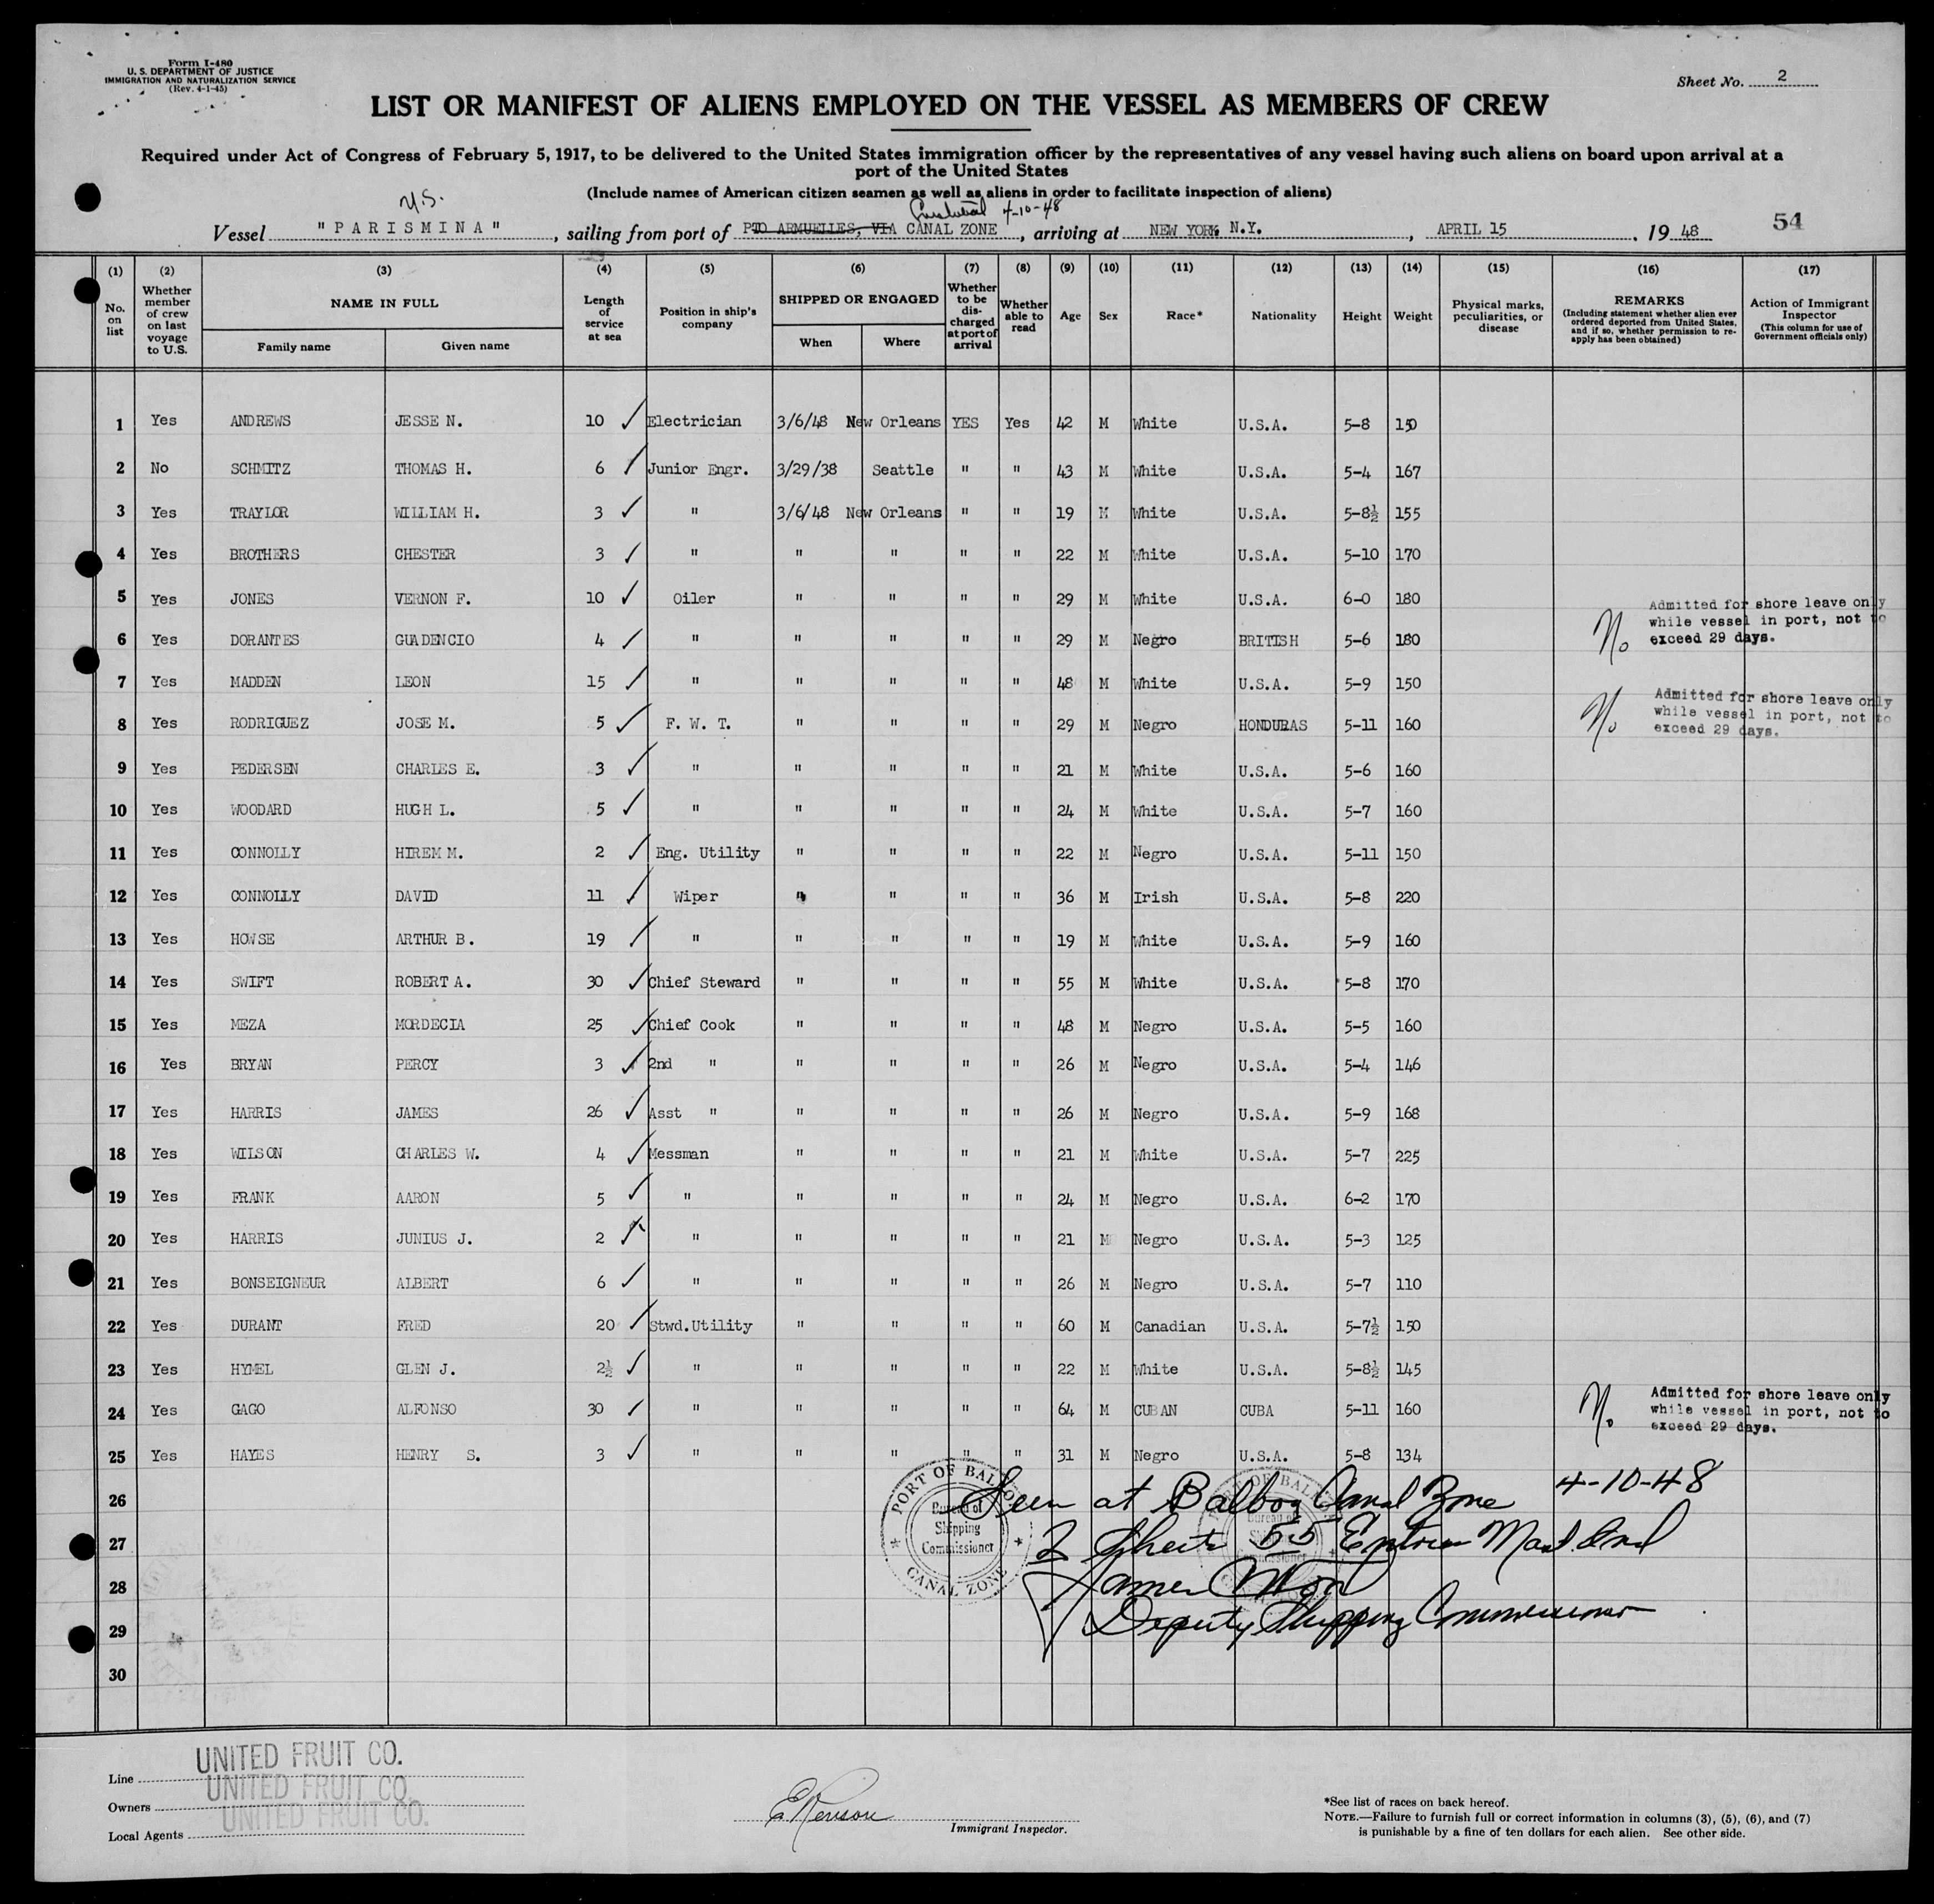 Form I-480
U. S. DEPARTMENT OF JUSTICE
IMMIGRATION AND NATURALIZATION SERVICE
(Rev. 4-1-45)
Sheet No. 2
LIST OR MANIFEST OF ALIENS EMPLOYED ON THE VESSEL AS MEMBERS OF CREW
Required under Act of Congress of February 5, 1917, to be delivered to the United States immigration officer by the representatives of any vessel having such aliens on board upon arrival at a
port of the United States
(Include names of American citizen seamen as well as aliens in order to facilitate inspection of aliens)
4-10-48
Vessel "PARISMINA", sailing from port of PTO ARMUELLES, VIA CANAL ZONE, arriving at NEW YORK N.Y., APRIL 15, 1948
54
(1) (2) (3) (4) (5) (6) (7) (8) (9) (10) (11) (12) (13) (14) (15) (16) (17)
No. on list
Whether member of crew on last voyage to U.S.
NAME IN FULL
Family name Given name
Length of service at sea
Position in ship's company
SHIPPED OR ENGAGED
When Where
Whether to be discharged at port of arrival
Whether able to read
Age
Sex
Race*
Nationality
Height
Weight
Physical marks, peculiarities, or disease
REMARKS
(Including statement whether alien ever ordered deported from United States, and if so, whether permission to reapply has been obtained)
Action of Immigrant Inspector
(This column for use of Government officials only)
1 Yes ANDREWS JESSE N. 10 ✓ Electrician 3/6/48 New Orleans YES Yes 42 M White U.S.A. 5-8 150
2 No SCHMITZ THOMAS H. 6 ✓ Junior Engr. 3/29/38 Seattle " " 43 M White U.S.A. 5-4 167
3 Yes TRAYLOR WILLIAM H. 3 ✓ " 3/6/48 New Orleans " " 19 M White U.S.A. 5-8½ 155
4 Yes BROTHERS CHESTER 3 ✓ " " " " " 22 M White U.S.A. 5-10 170
5 Yes JONES VERNON F. 10 ✓ Oiler " " " " 29 M White U.S.A. 6-0 180
6 Yes DORANTES GUADENCIO 4 ✓ " " " " " 29 M Negro BRITISH 5-6 180 No Admitted for shore leave only
while vessel in port, not to
exceed 29 days.
7 Yes MADDEN LEON 15 ✓ " " " " " 48 M White U.S.A. 5-9 150
8 Yes RODRIGUEZ JOSE M. 5 ✓ F. W. T. " " " " 29 M Negro HONDURAS 5-11 160 No Admitted for shore leave only
while vessel in port, not to
exceed 29 days.
9 Yes PEDERSEN CHARLES E. 3 ✓ " " " " " 21 M White U.S.A. 5-6 160
10 Yes WOODARD HUGH L. 5 ✓ " " " " " 24 M White U.S.A. 5-7 160
11 Yes CONNOLLY HIREM M. 2 ✓ Eng. Utility " " " " 22 M Negro U.S.A. 5-11 150
12 Yes CONNOLLY DAVID 11 ✓ Wiper " " " " 36 M Irish U.S.A. 5-8 220
13 Yes HOWSE ARTHUR B. 19 ✓ " " " " " 19 M White U.S.A. 5-9 160
14 Yes SWIFT ROBERT A. 30 ✓ Chief Steward " " " " 55 M White U.S.A. 5-8 170
15 Yes MEZA MORDECIA 25 ✓ Chief Cook " " " " 48 M Negro U.S.A. 5-5 160
16 Yes BRYAN PERCY 3 ✓ 2nd " " " " " 26 M Negro U.S.A. 5-4 146
17 Yes HARRIS JAMES 26 ✓ Asst " " " " " 26 M Negro U.S.A. 5-9 168
18 Yes WILSON CHARLES W. 4 ✓ Messman " " " " 21 M White U.S.A. 5-7 225
19 Yes FRANK AARON 5 ✓ " " " " " 24 M Negro U.S.A. 6-2 170
20 Yes HARRIS JUNIUS J. 2 ✓ " " " " " 21 M Negro U.S.A. 5-3 125
21 Yes BONSEIGNEUR ALBERT 6 ✓ " " " " " 26 M Negro U.S.A. 5-7 110
22 Yes DURANT FRED 20 ✓ Stwd.Utility " " " " 60 M Canadian U.S.A. 5-7½ 150
23 Yes HYMEL GLEN J. 2½ ✓ " " " " " 22 M White U.S.A. 5-8½ 145
24 Yes GAGO ALFONSO 30 ✓ " " " " " 64 M CUBAN CUBA 5-11 160 No Admitted for shore leave only
while vessel in port, not to
exceed 29 days.
25 Yes HAYES HENRY S. 3 ✓ " " " " " 31 M Negro U.S.A. 5-8 134
26
27
28
29
30
PORT OF BALBOA
Bureau of
Shipping
Commissioner
CANAL ZONE
Seen at Balboa Canal Zone 4-10-48
2 Sheets 55 Entries
James
Deputy Shipping Commissioner
Line UNITED FRUIT CO.
Owners UNITED FRUIT CO.
Local Agents UNITED FRUIT CO.
Immigrant Inspector.
*See list of races on back hereof.
NOTE.—Failure to furnish full or correct information in columns (3), (5), (6), and (7)
is punishable by a fine of ten dollars for each alien. See other side.